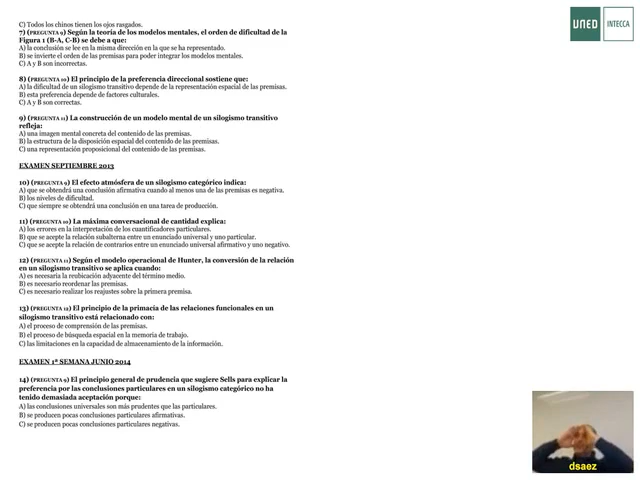 C) Todos los chinos tienen los ojos rasgados.
7) (PREGUNTA 9) Según la teoría de los modelos mentales, el orden de dificultad de la
Figura 1 (B-A, C-B) se debe a que:
A) la conclusión se lee en la misma dirección en la que se ha representado.
B) se invierte el orden de las premisas para poder integrar los modelos mentales.
C) A y B son incorrectas.
8) (PREGUNTA 10) El principio de la preferencia direccional sostiene que:
A) la dificultad de un silogismo transitivo depende de la representación espacial de las premisas.
B) esta preferencia depende de factores culturales.
C) A y B son correctas.
9) (PREGUNTA 11) La construcción de un modelo mental de un silogismo transitivo
refleja:
A) una imagen mental concreta del contenido de las premisas.
B) la estructura de la disposición espacial del contenido de las premisas.
C) una representación proposicional del contenido de las premisas.
EXAMEN SEPTIEMBRE 2013
10) (PREGUNTA 9) El efecto atmósfera de un silogismo categórico indica:
A) que se obtendrá una conclusión afirmativa cuando al menos una de las premisas es negativa.
B) los niveles de dificultad.
C) que siempre se obtendrá una conclusión en una tarea de producción.
11) (PREGUNTA 10) La máxima conversacional de cantidad explica:
A) los errores en la interpretación de los cuantificadores particulares.
B) que se acepte la relación subalterna entre un enunciado universal y uno particular.
C) que se acepte la relación de contrarios entre un enunciado universal afirmativo y uno negativo.
12) (PREGUNTA 11) Según el modelo operacional de Hunter, la conversión de la relación
en un silogismo transitivo se aplica cuando:
A) es necesaria la reubicación adyacente del término medio.
B) es necesario reordenar las premisas.
C) es necesario realizar los reajustes sobre la primera premisa.
13) (PREGUNTA 12) El principio de la primacía de las relaciones funcionales en un
silogismo transitivo está relacionado con:
A) el proceso de comprensión de las premisas.
B) el proceso de búsqueda espacial en la memoria de trabajo.
C) las limitaciones en la capacidad de almacenamiento de la información.
EXAMEN 1ª SEMANA JUNIO 2014
14) (PREGUNTA 9) El principio general de prudencia que sugiere Sells para explicar la
preferencia por las conclusiones particulares en un silogismo categórico no ha
tenido demasiada aceptación porque:
A) las conclusiones universales son más prudentes que las particulares.
B) se producen pocas conclusiones particulares afirmativas.
C) se producen pocas conclusiones particulares negativas.
UNED INTECCA
dsaez